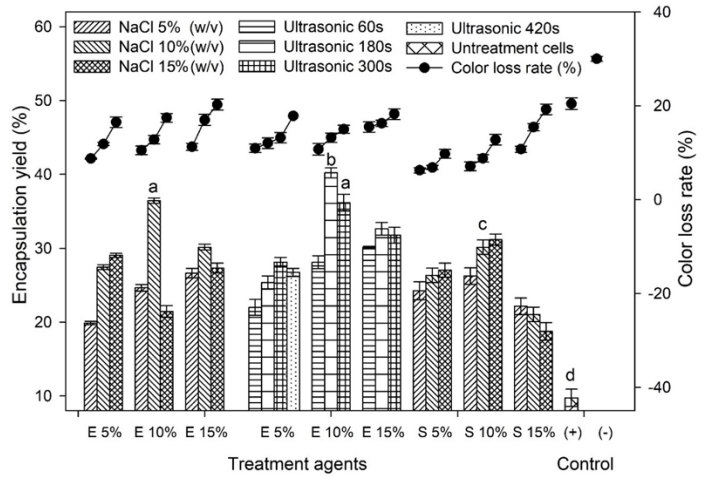 60
50
40
30
20
10
Encapsulation yield (%)
NaCl 5% (w/v)
NaCl 10% (w/v)
NaCl 15% (w/v)
Ultrasonic 60s
Ultrasonic 180s
Ultrasonic 300s
Ultrasonic 420s
Untreatment cells
Color loss rate (%)
40
20
0
-20
-40
Color loss rate (%)
a
b
a
c
d
E 5% E 10% E 15% E 5% E 10% E 15% S 5% S 10% S 15% (+) (-)
Treatment agents Control